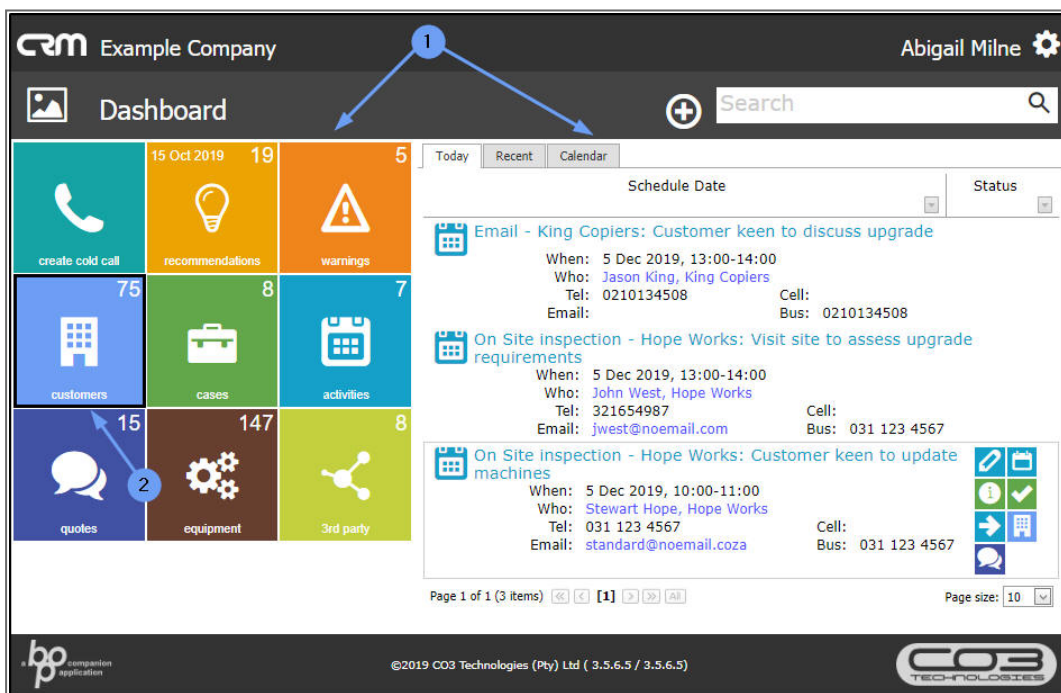 CRM Example Company
1
Abigail Milne
Dashboard
Search
15 Oct 2019 19
5
create cold call
recommendations
warnings
75
8
7
customers
cases
activities
15
147
8
2
quotes
equipment
3rd party
Today Recent Calendar
Schedule Date Status
Email - King Copiers: Customer keen to discuss upgrade
When: 5 Dec 2019, 13:00-14:00
Who: Jason King, King Copiers
Tel: 0210134508 Cell:
Email: Bus: 0210134508
On Site inspection - Hope Works: Visit site to assess upgrade
requirements
When: 5 Dec 2019, 13:00-14:00
Who: John West, Hope Works
Tel: 321654987 Cell:
Email: jwest@noemail.com Bus: 031 123 4567
On Site inspection - Hope Works: Customer keen to update
machines
When: 5 Dec 2019, 10:00-11:00
Who: Stewart Hope, Hope Works
Tel: 031 123 4567 Cell:
Email: standard@noemail.coza Bus: 031 123 4567
Page 1 of 1 (3 items) [1] All
Page size: 10
a bpo companion
application
©2019 CO3 Technologies (Pty) Ltd ( 3.5.6.5 / 3.5.6.5)
CO3
TECHNOLOGIES